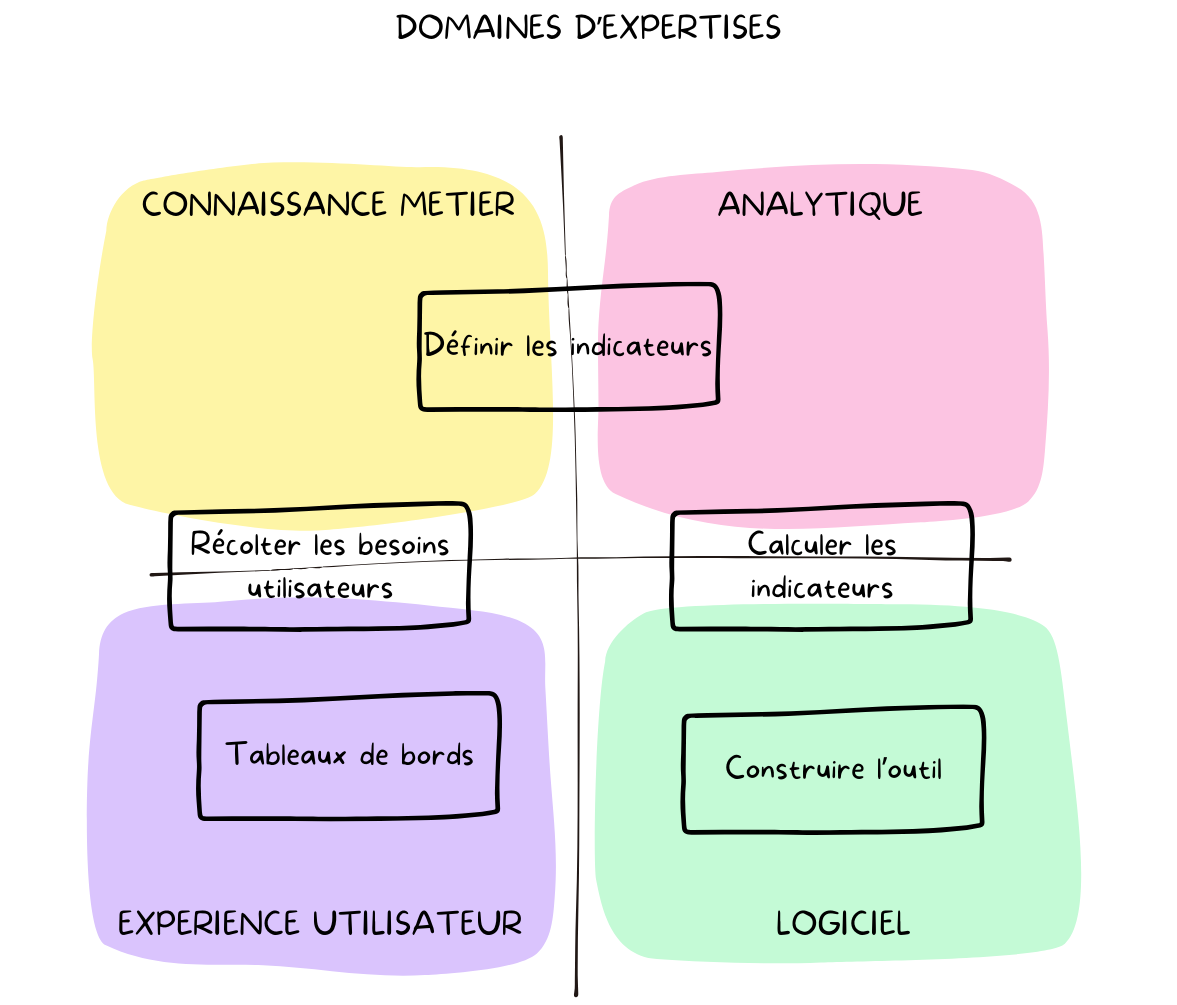 DOMAINES D'EXPERTISES
CONNAISSANCE METIER
ANALYTIQUE
Définir les indicateurs
Récolter les besoins
utilisateurs
Calculer les
indicateurs
Tableaux de bords
Construire l'outil
EXPERIENCE UTILISATEUR
LOGICIEL